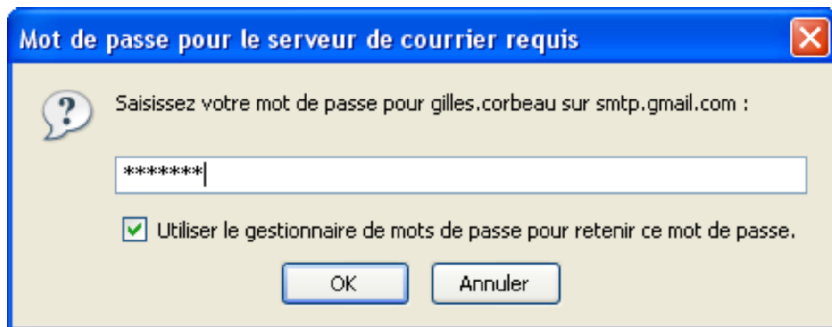 Mot de passe pour le serveur de courrier requis
Saisissez votre mot de passe pour gilles.corbeau sur smtp.gmail.com :
*******
Utiliser le gestionnaire de mots de passe pour retenir ce mot de passe.
OK Annuler